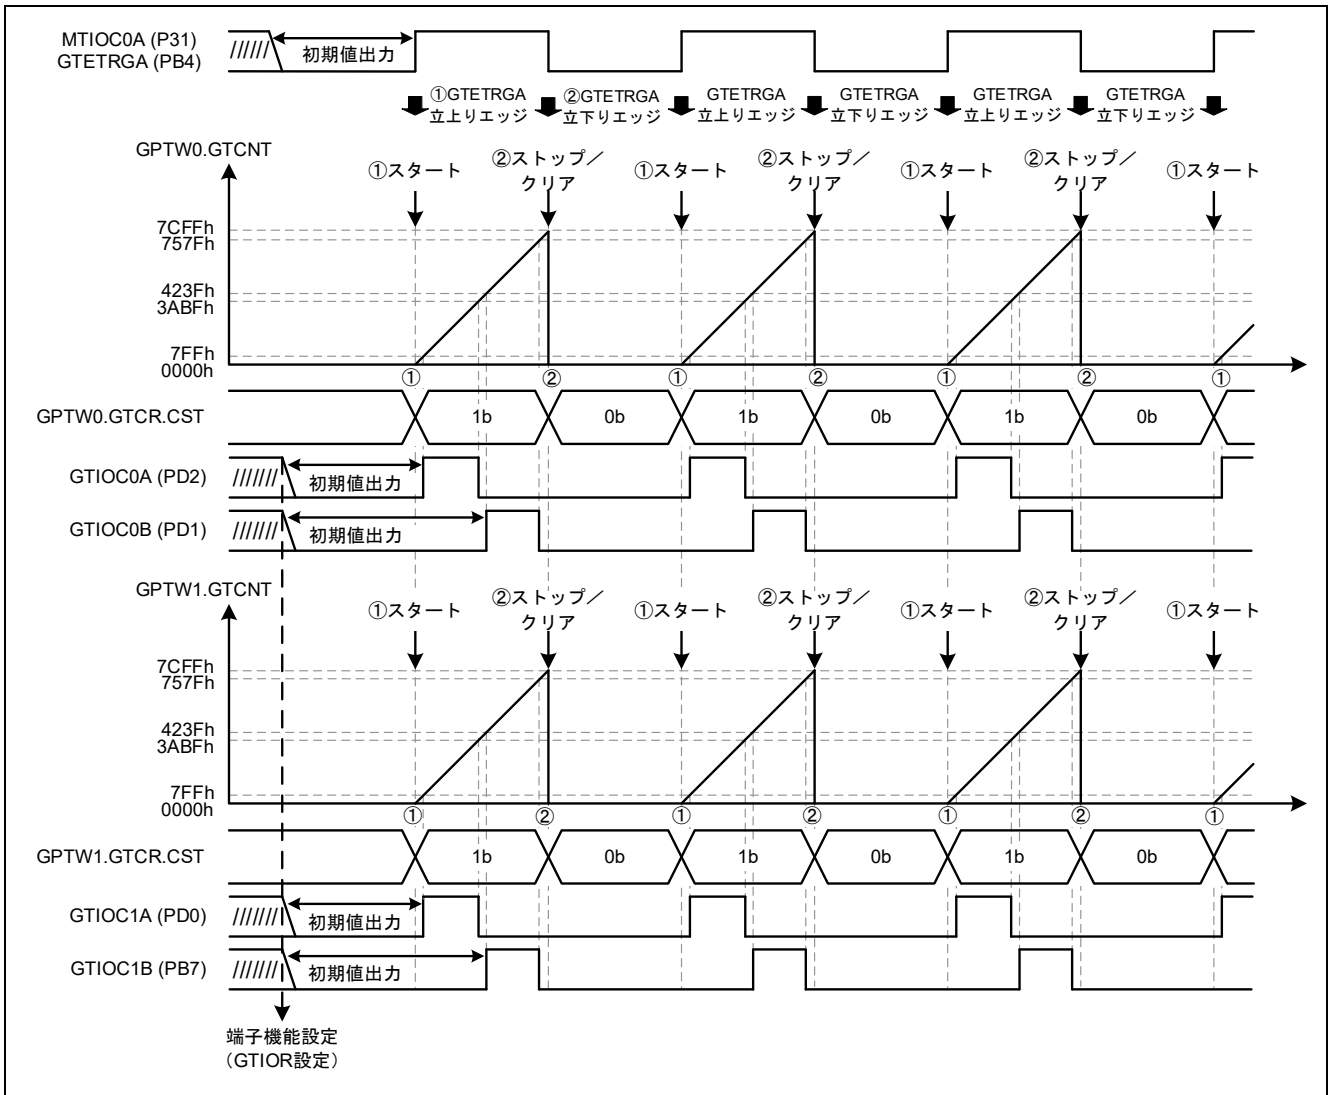 MTIOC0A (P31)
GTETRGA (PB4)
//////
初期値出力
①GTETRGA
立上りエッジ
②GTETRGA
立下りエッジ
GTETRGA
立上りエッジ
GTETRGA
立下りエッジ
GTETRGA
立上りエッジ
GTETRGA
立下りエッジ
GPTW0.GTCNT
①スタート
②ストップ/
クリア
①スタート
②ストップ/
クリア
①スタート
②ストップ/
クリア
①スタート
7CFFh
757Fh
423Fh
3ABFh
7FFh
0000h
① ② ① ② ① ② ①
GPTW0.GTCR.CST
1b 0b 1b 0b 1b 0b
GTIOC0A (PD2)
///////
初期値出力
GTIOC0B (PD1)
///////
初期値出力
GPTW1.GTCNT
①スタート
②ストップ/
クリア
①スタート
②ストップ/
クリア
①スタート
②ストップ/
クリア
①スタート
7CFFh
757Fh
423Fh
3ABFh
7FFh
0000h
① ② ① ② ① ② ①
GPTW1.GTCR.CST
1b 0b 1b 0b 1b 0b
GTIOC1A (PD0)
///////
初期値出力
GTIOC1B (PB7)
///////
初期値出力
端子機能設定
(GTIOR設定)